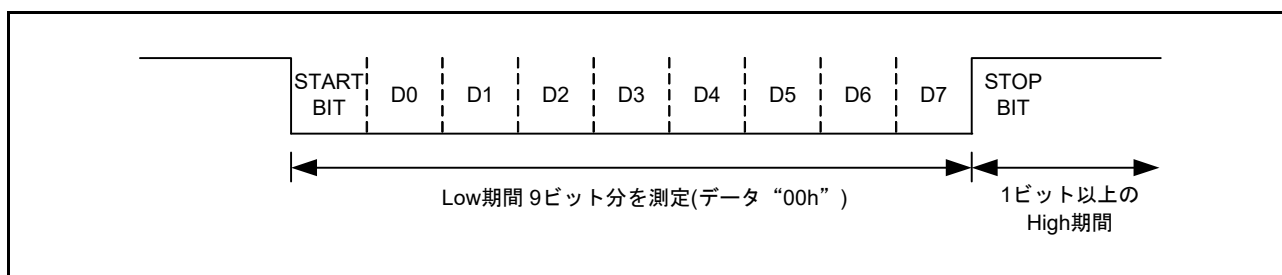 START
BIT
D0
D1
D2
D3
D4
D5
D6
D7
STOP
BIT
Low期間 9ビット分を測定(データ“00h”)
1ビット以上の
High期間